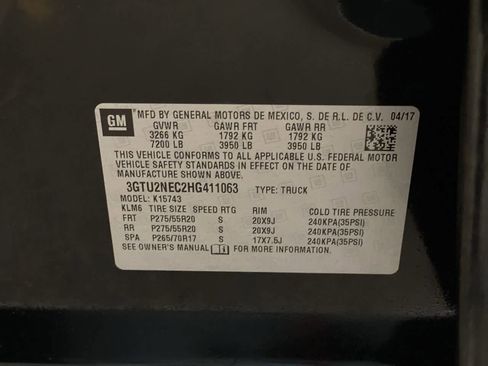 GM
MFD BY GENERAL MOTORS DE MEXICO, S. DE R.L. DE C.V. 04/17
GVWR GAWR FRT GAWR RR
3266 KG 1792 KG 1792 KG
7200 LB 3950 LB 3950 LB
THIS VEHICLE CONFORMS TO ALL APPLICABLE U.S. FEDERAL MOTOR
VEHICLE SAFETY STANDARDS IN EFFECT ON THE DATE OF
MANUFACTURE SHOWN ABOVE.
3GTU2NEC2HG411063 TYPE: TRUCK
MODEL: K15743
KLM6 TIRE SIZE SPEED RTG RIM COLD TIRE PRESSURE
FRT P275/55R20 S 20X9J 240KPA(35PSI)
RR P275/55R20 S 20X9J 240KPA(35PSI)
SPA P265/70R17 S 17X7.5J 240KPA(35PSI)
SEE OWNER'S MANUAL FOR MORE INFORMATION.